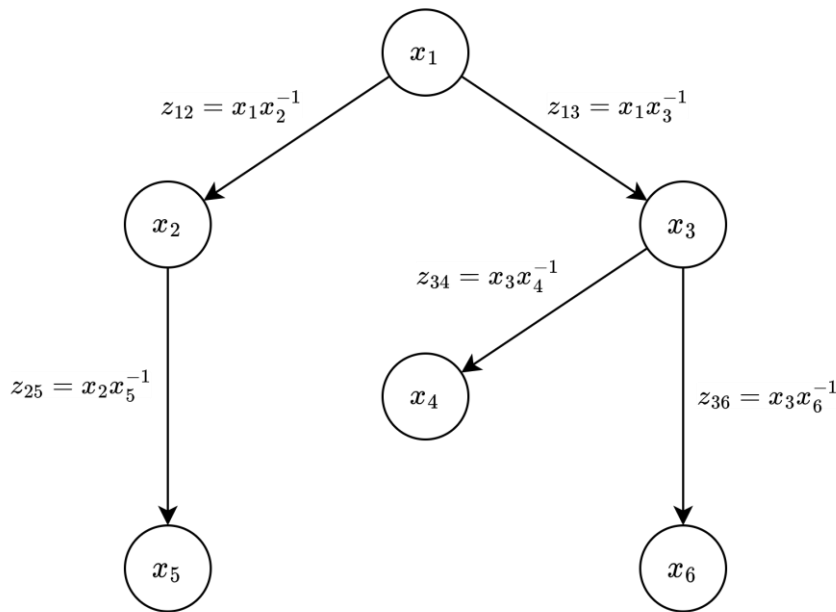 $x_1$
$z_{12} = x_1 x_2^{-1}$
$z_{13} = x_1 x_3^{-1}$
$x_2$
$x_3$
$z_{34} = x_3 x_4^{-1}$
$z_{25} = x_2 x_5^{-1}$
$x_4$
$z_{36} = x_3 x_6^{-1}$
$x_5$
$x_6$